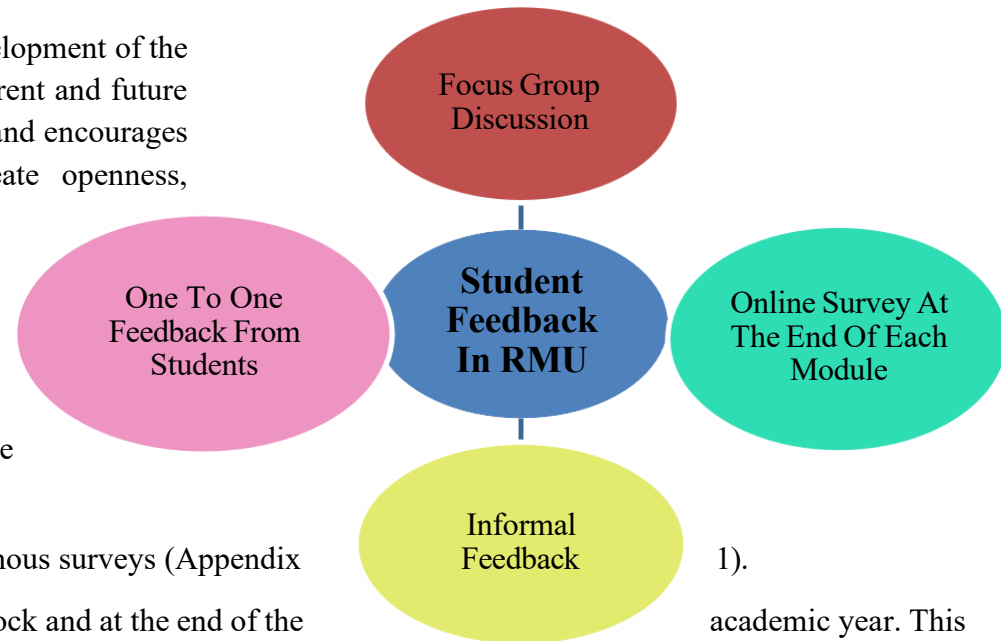 elopment of the
rent and future
and encourages
eate openness,
Focus Group
Discussion
One To One
Feedback From
Students
Student
Feedback
In RMU
Online Survey At
The End Of Each
Module
Informal
Feedback
e
nous surveys (Appendix 1).
ock and at the end of the academic year. This